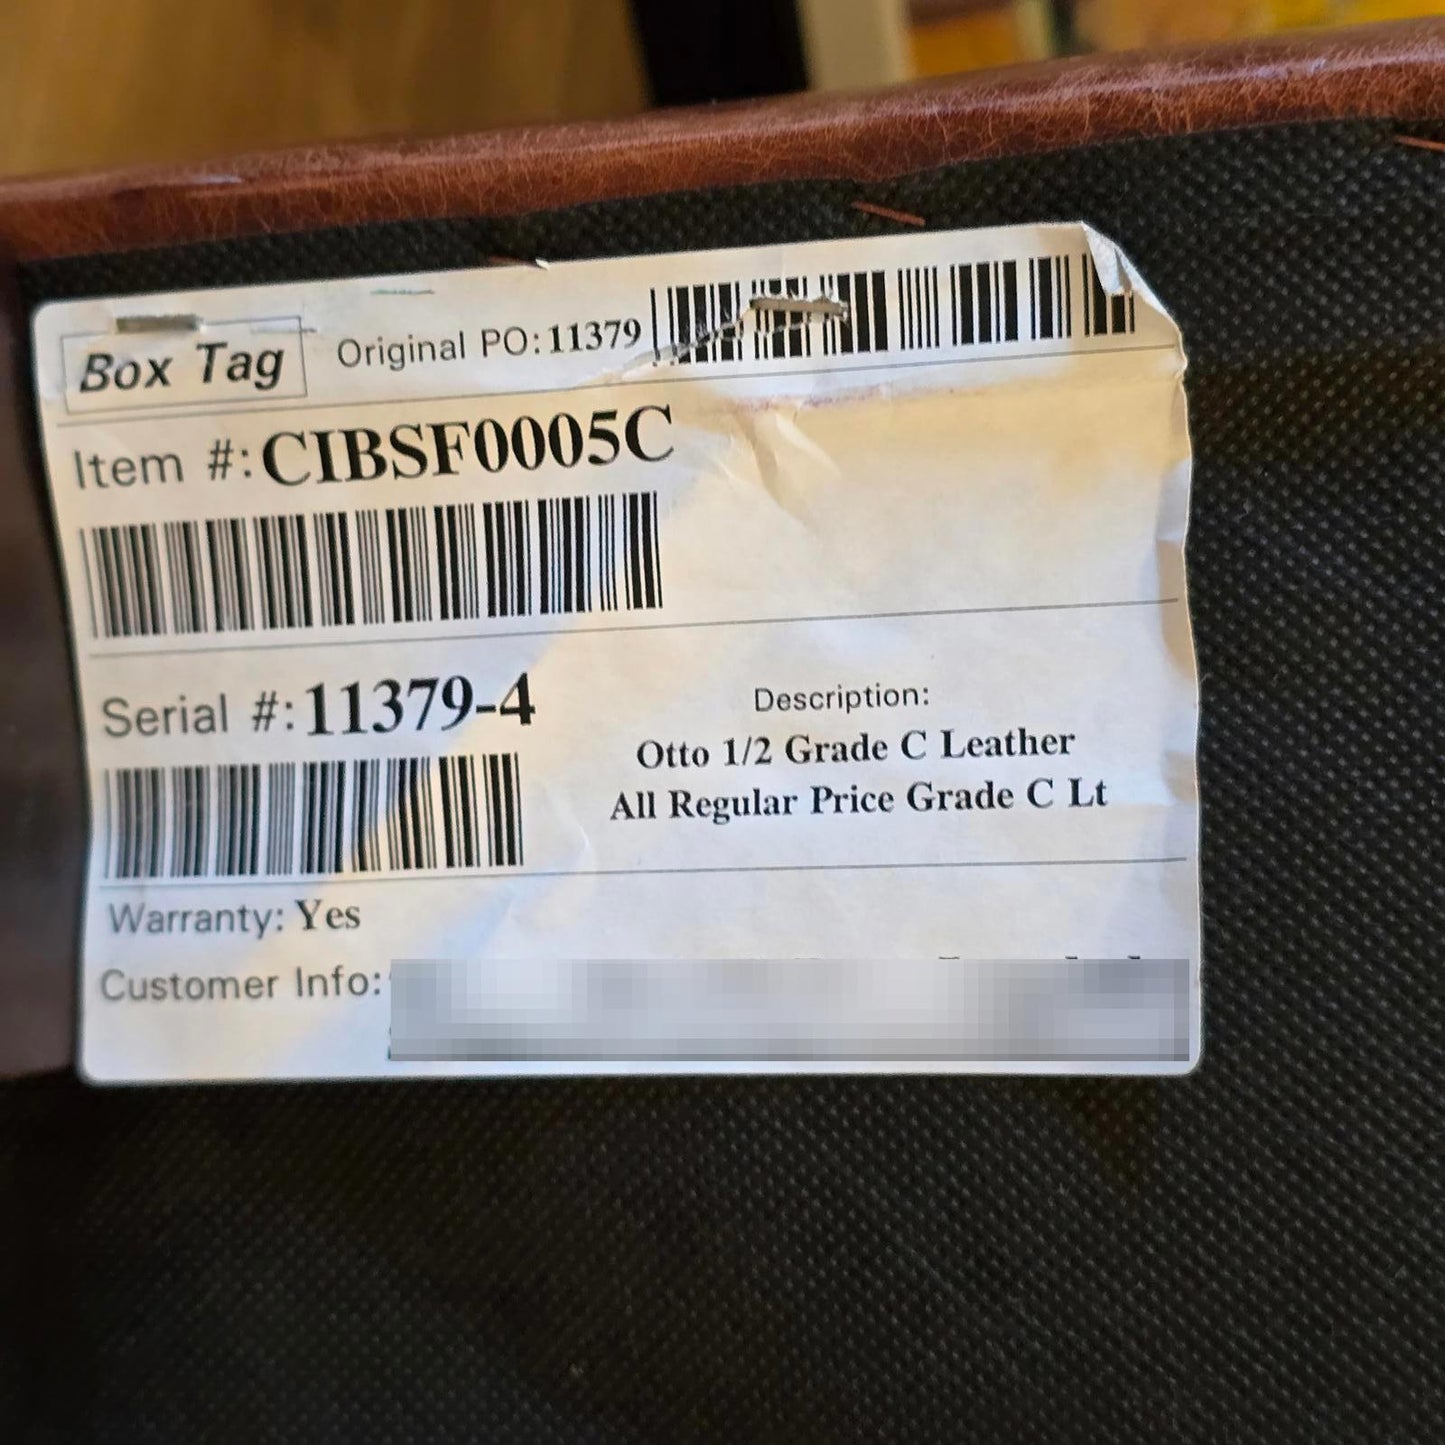 Box Tag
Original PO: 11379
Item #: CIBSF0005C
Serial #: 11379-4
Description:
Otto 1/2 Grade C Leather
All Regular Price Grade C Lt
Warranty: Yes
Customer Info: